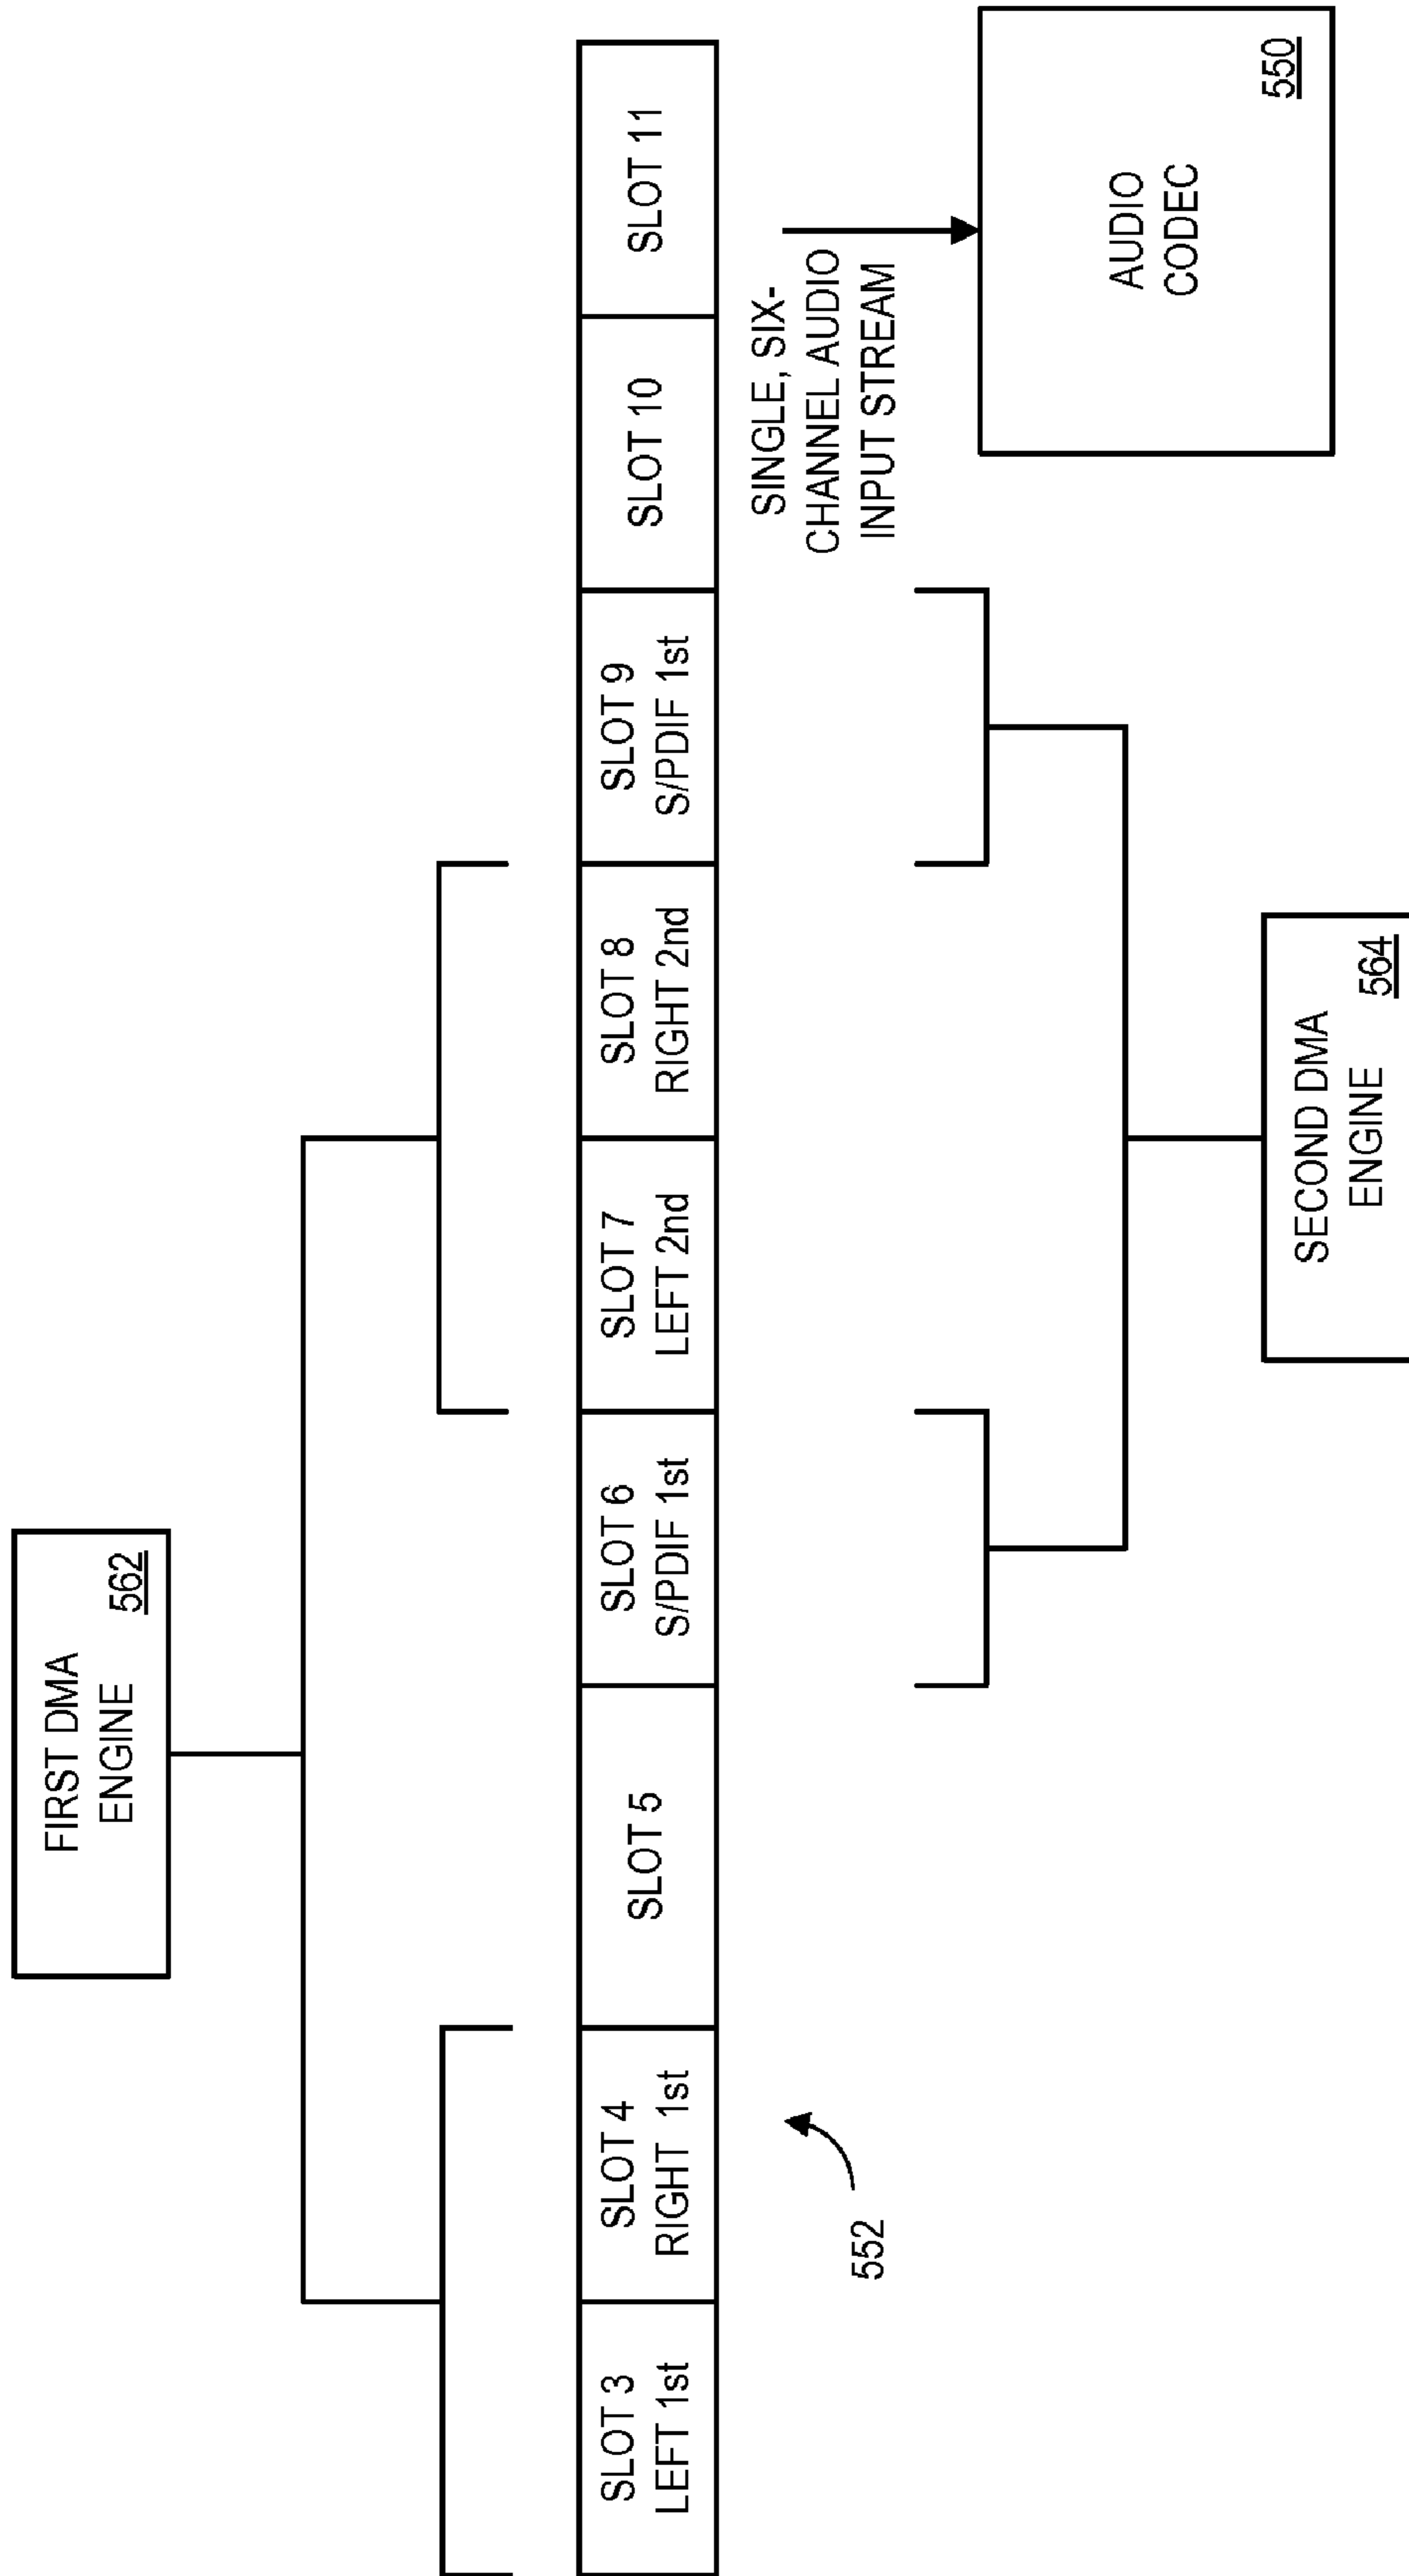 FIRST DMA
ENGINE
562
SLOT 3
LEFT 1st
SLOT 4
RIGHT 1st
SLOT 5
SLOT 6
S/PDIF 1st
SLOT 7
LEFT 2nd
SLOT 8
RIGHT 2nd
SLOT 9
S/PDIF 1st
SLOT 10
SLOT 11
552
SINGLE, SIX-
CHANNEL AUDIO
INPUT STREAM
SECOND DMA
ENGINE
564
AUDIO
CODEC
550